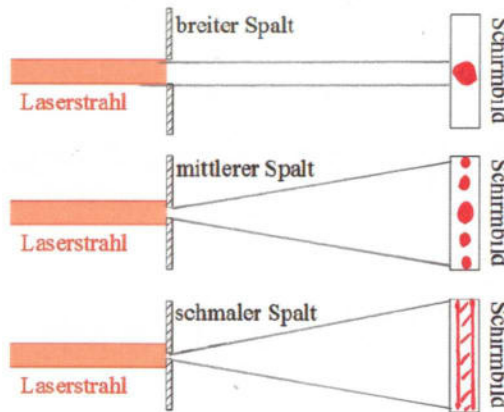 breiter Spalt
Laserstrahl
Schirmbild
mittlerer Spalt
Laserstrahl
Schirmbild
schmaler Spalt
Laserstrahl
Schirmbild